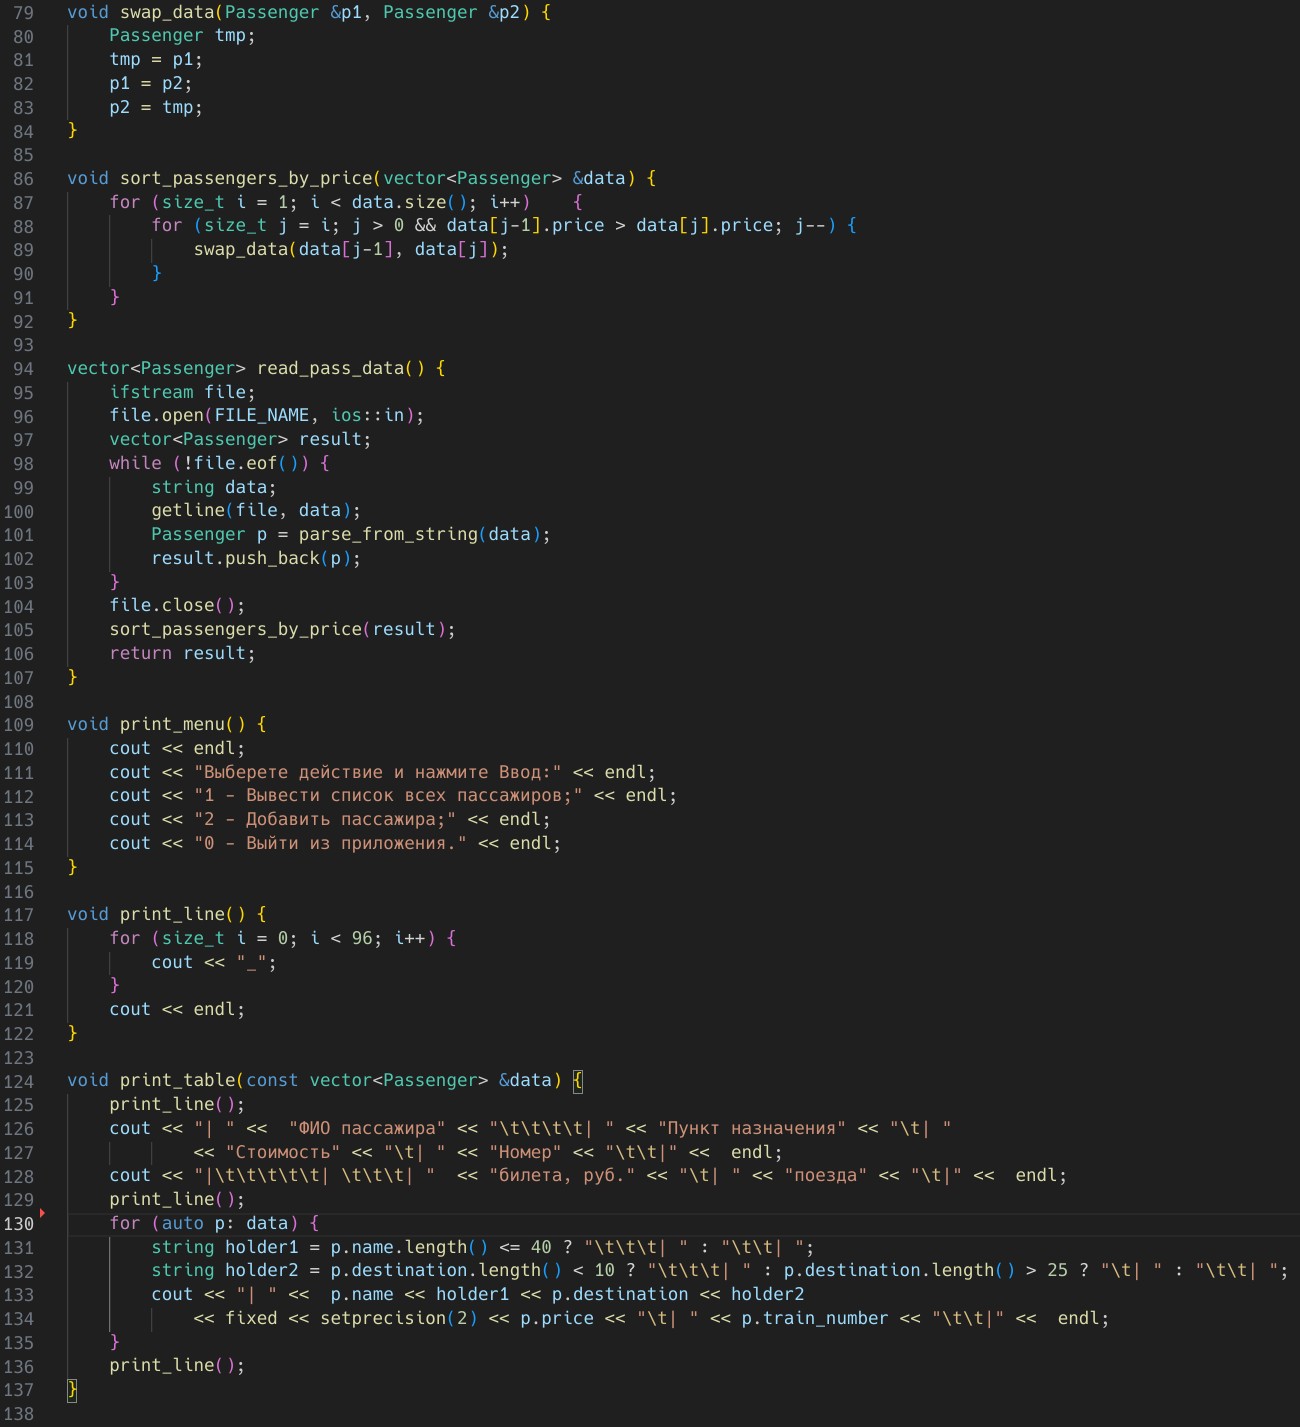 79 void swap_data(Passenger &p1, Passenger &p2) {
80     Passenger tmp;
81     tmp = p1;
82     p1 = p2;
83     p2 = tmp;
84 }
85
86 void sort_passengers_by_price(vector<Passenger> &data) {
87     for (size_t i = 1; i < data.size(); i++)    {
88         for (size_t j = i; j > 0 && data[j-1].price > data[j].price; j--) {
89             swap_data(data[j-1], data[j]);
90         }
91     }
92 }
93
94 vector<Passenger> read_pass_data() {
95     ifstream file;
96     file.open(FILE_NAME, ios::in);
97     vector<Passenger> result;
98     while (!file.eof()) {
99         string data;
100         getline(file, data);
101         Passenger p = parse_from_string(data);
102         result.push_back(p);
103     }
104     file.close();
105     sort_passengers_by_price(result);
106     return result;
107 }
108
109 void print_menu() {
110     cout << endl;
111     cout << "Выберете действие и нажмите Ввод:" << endl;
112     cout << "1 - Вывести список всех пассажиров;" << endl;
113     cout << "2 - Добавить пассажира;" << endl;
114     cout << "0 - Выйти из приложения." << endl;
115 }
116
117 void print_line() {
118     for (size_t i = 0; i < 96; i++) {
119         cout << "_";
120     }
121     cout << endl;
122 }
123
124 void print_table(const vector<Passenger> &data) {
125     print_line();
126     cout << "| " <<  "ФИО пассажира" << "\t\t\t\t| " << "Пункт назначения" << "\t| "
127             << "Стоимость" << "\t| " << "Номер" << "\t\t|" <<  endl;
128     cout << "|\t\t\t\t\t\t| \t\t\t| "  << "билета, руб." << "\t| " << "поезда" << "\t|" <<  endl;
129     print_line();
130     for (auto p: data) {
131         string holder1 = p.name.length() <= 40 ? "\t\t\t| " : "\t\t| ";
132         string holder2 = p.destination.length() < 10 ? "\t\t\t| " : p.destination.length() > 25 ? "\t| " : "\t\t| ";
133         cout << "| " <<  p.name << holder1 << p.destination << holder2
134             << fixed << setprecision(2) << p.price << "\t| " << p.train_number << "\t\t|" <<  endl;
135     }
136     print_line();
137 }
138